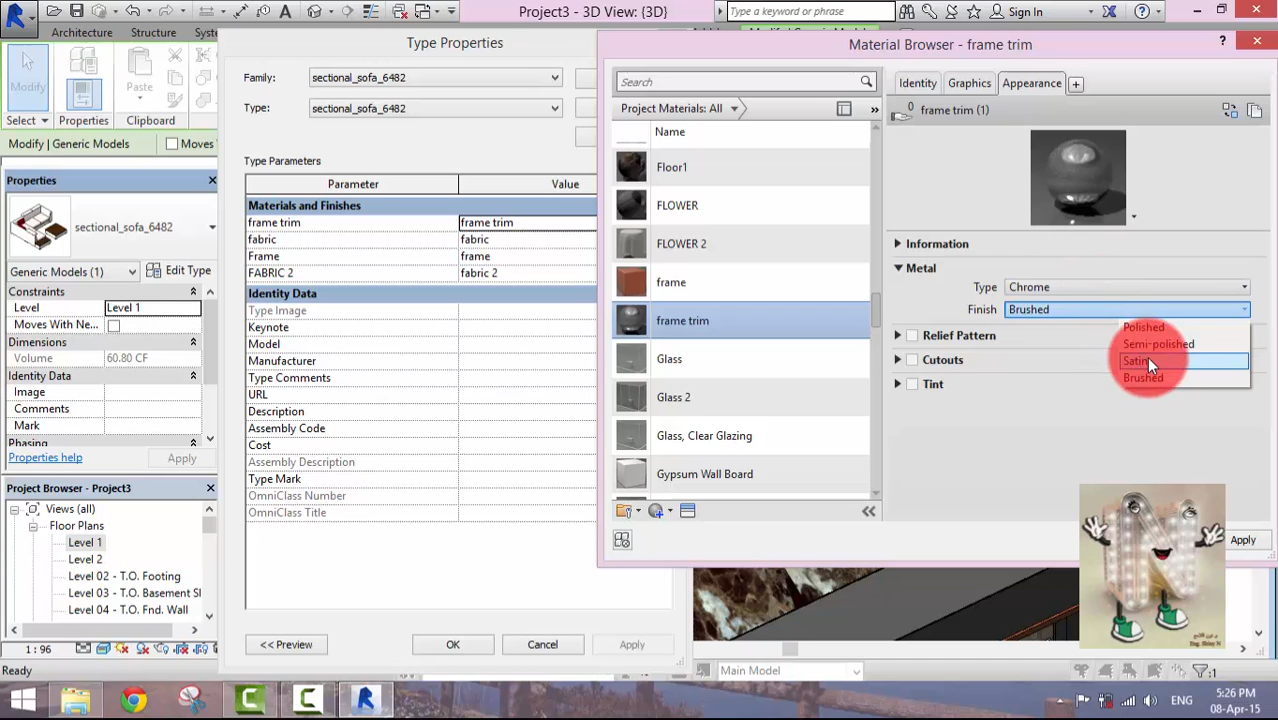 Project3 - 3D View: {3D}
Type a keyword or phrase
Sign In
Architecture
Structure
Modify
Paste
Select
Properties
Clipboard
Modify | Generic Models
Moves
Properties
sectional_sofa_6482
Generic Models (1)
Edit Type
Constraints
Level
Level 1
Moves With Ne...
Dimensions
Volume
60.80 CF
Identity Data
Image
Comments
Mark
Phasing
Properties help
Apply
Project Browser - Project3
Views (all)
Floor Plans
Level 1
Level 2
Level 02 - T.O. Footing
Level 03 - T.O. Basement Sl
Level 04 - T.O. Fnd. Wall
1 : 96
Ready
Type Properties
Family:
sectional_sofa_6482
Type:
sectional_sofa_6482
Type Parameters
Parameter
Value
Materials and Finishes
frame trim
frame trim
fabric
fabric
Frame
frame
FABRIC 2
fabric 2
Identity Data
Type Image
Keynote
Model
Manufacturer
Type Comments
URL
Description
Assembly Code
Cost
Assembly Description
Type Mark
OmniClass Number
OmniClass Title
<< Preview
OK
Cancel
Apply
Material Browser - frame trim
Search
Project Materials: All
Name
Floor1
FLOWER
FLOWER 2
frame
frame trim
Glass
Glass 2
Glass, Clear Glazing
Gypsum Wall Board
Identity
Graphics
Appearance
0
frame trim (1)
Information
Metal
Type
Chrome
Finish
Brushed
Polished
Semi-polished
Satin
Brushed
Relief Pattern
Cutouts
Tint
Apply
Main Model
:1
ENG
5:26 PM
08-Apr-15